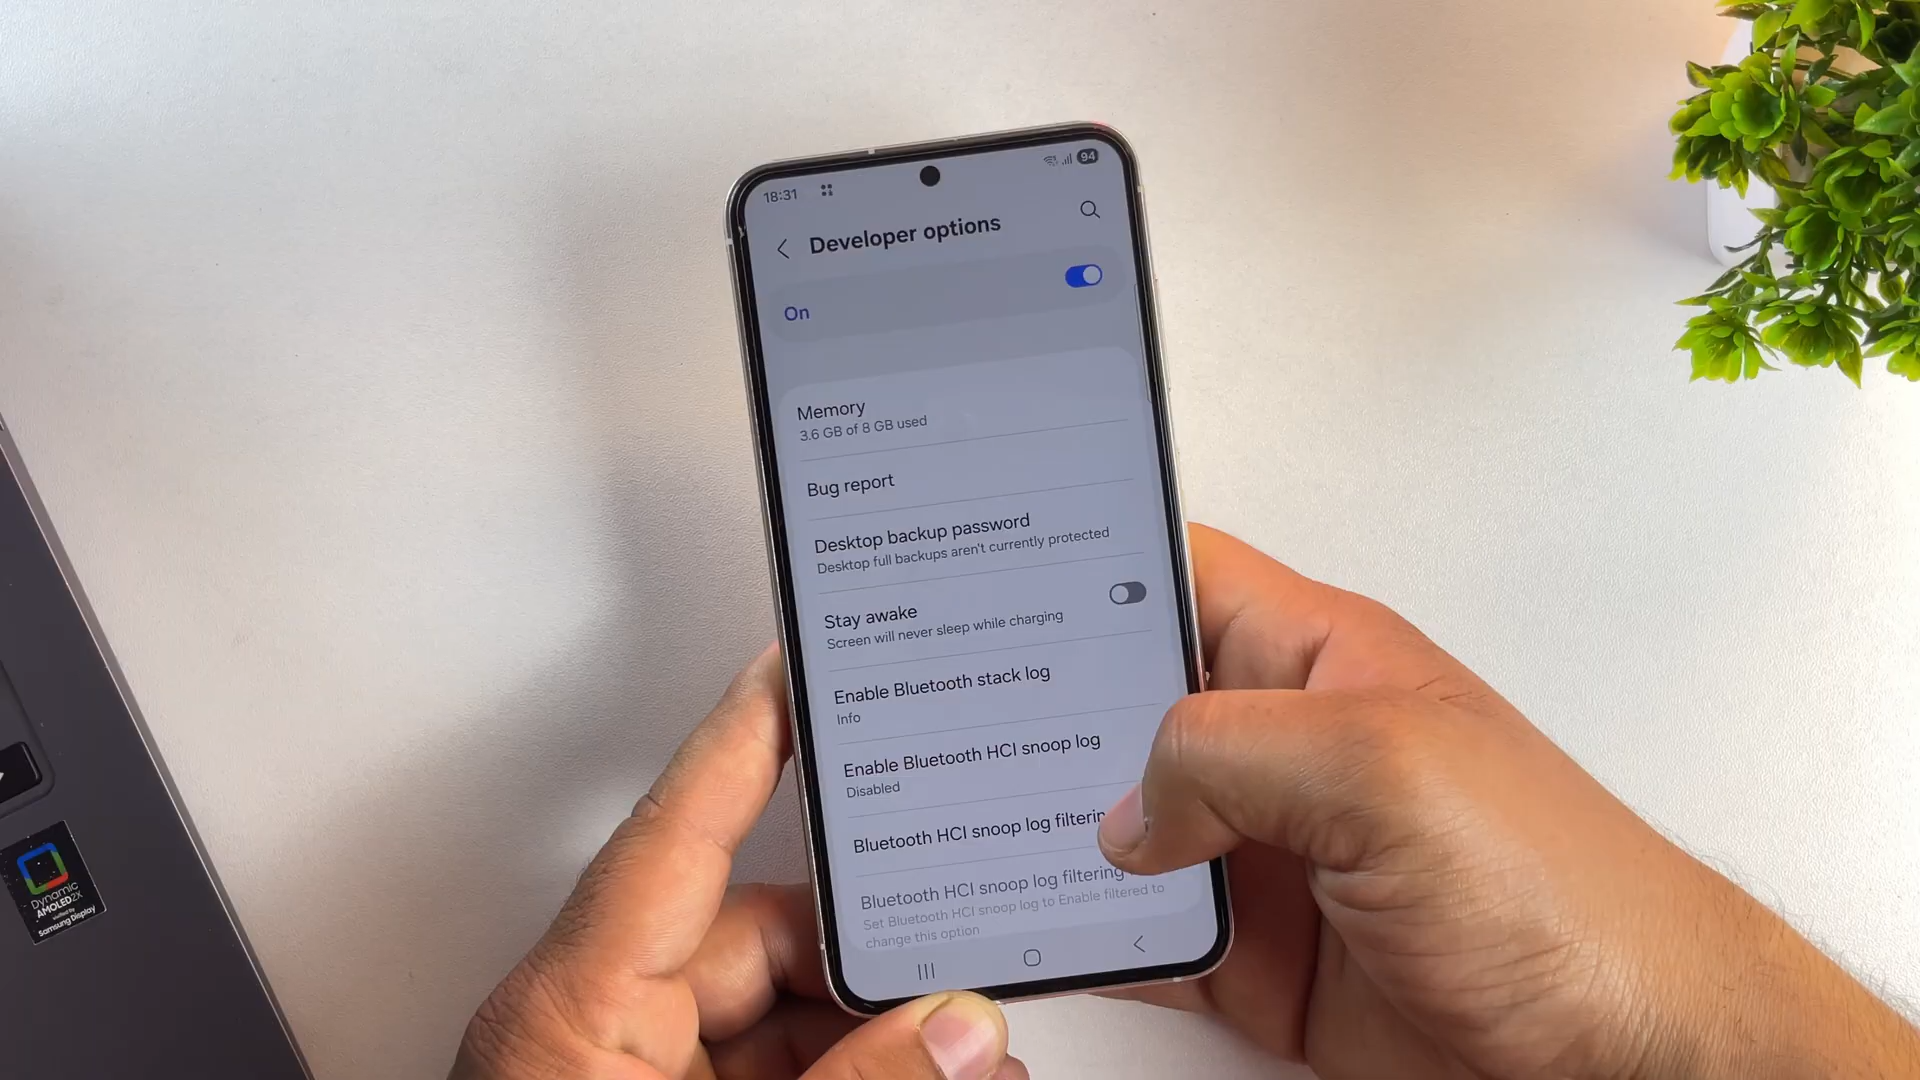 18:31
94
Developer options
On
Memory
3.6 GB of 8 GB used
Bug report
Desktop backup password
Desktop full backups aren't currently protected
Stay awake
Screen will never sleep while charging
Enable Bluetooth stack log
Info
Enable Bluetooth HCI snoop log
Disabled
Bluetooth HCI snoop log filterin
Bluetooth HCI snoop log filtering
Set Bluetooth HCI snoop log to Enable filtered to
change this option
Dynamic
AMOLED2X
Samsung Display